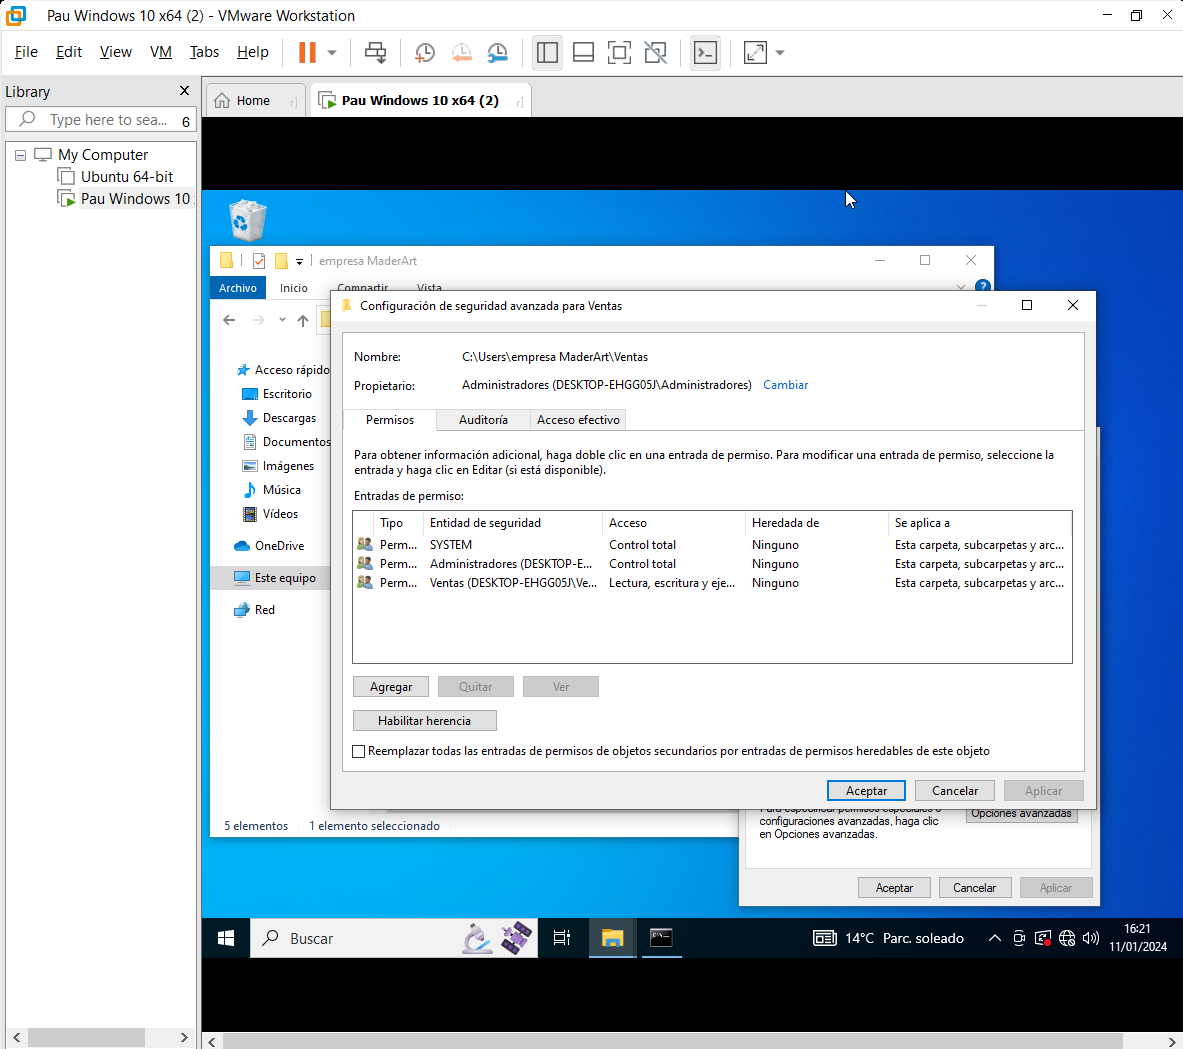 Pau Windows 10 x64 (2) - VMware Workstation
File Edit View VM Tabs Help
Library
Type here to sea... 6
Home
Pau Windows 10 x64 (2)
My Computer
Ubuntu 64-bit
Pau Windows 10
empresa MaderArt
Archivo Inicio Compartir Vista
Configuración de seguridad avanzada para Ventas
Nombre: C:\Users\empresa MaderArt\Ventas
Propietario: Administradores (DESKTOP-EHGG05J\Administradores) Cambiar
Permisos Auditoría Acceso efectivo
Para obtener información adicional, haga doble clic en una entrada de permiso. Para modificar una entrada de permiso, seleccione la
entrada y haga clic en Editar (si está disponible).
Entradas de permiso:
Tipo Entidad de seguridad Acceso Heredada de Se aplica a
Perm... SYSTEM Control total Ninguno Esta carpeta, subcarpetas y arc...
Perm... Administradores (DESKTOP-E... Control total Ninguno Esta carpeta, subcarpetas y arc...
Perm... Ventas (DESKTOP-EHGG05J\Ve... Lectura, escritura y eje... Ninguno Esta carpeta, subcarpetas y arc...
Agregar Quitar Ver
Habilitar herencia
Reemplazar todas las entradas de permisos de objetos secundarios por entradas de permisos heredables de este objeto
Aceptar Cancelar Aplicar
Acceso rápido
Escritorio
Descargas
Documentos
Imágenes
Música
Vídeos
OneDrive
Este equipo
Red
5 elementos 1 elemento seleccionado
Para especificar permisos especiales o
configuraciones avanzadas, haga clic
en Opciones avanzadas.
Opciones avanzadas
Aceptar Cancelar Aplicar
Buscar
14°C Parc. soleado
16:21
11/01/2024